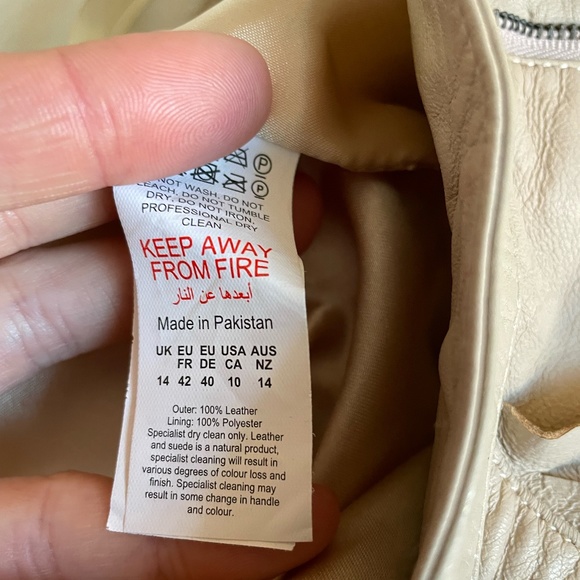 NOT WASH, DO NOT
BLEACH, DO NOT TUMBLE
DRY, DO NOT IRON,
PROFESSIONAL DRY
CLEAN
KEEP AWAY
FROM FIRE
أبعدها عن النار
Made in Pakistan
UK EU EU USA AUS
FR DE CA NZ
14 42 40 10 14
Outer: 100% Leather
Lining: 100% Polyester
Specialist dry clean only. Leather
and suede is a natural product,
specialist cleaning will result in
various degrees of colour loss and
finish. Specialist cleaning may
result in some change in handle
and colour.